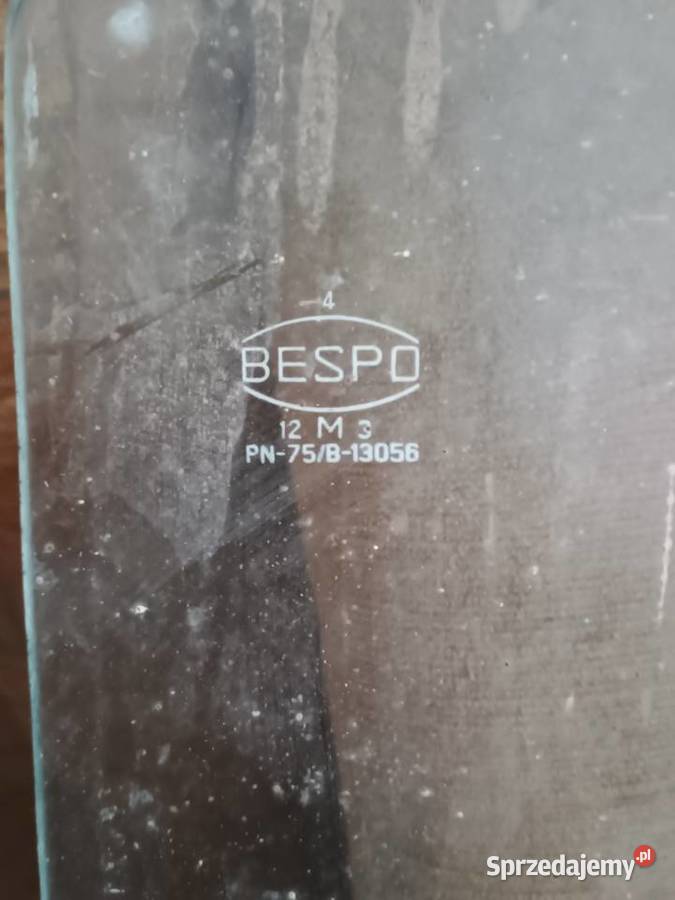 4
BESPO
12 M 3
PN-75/B-13056
Sprzedajemy.pl